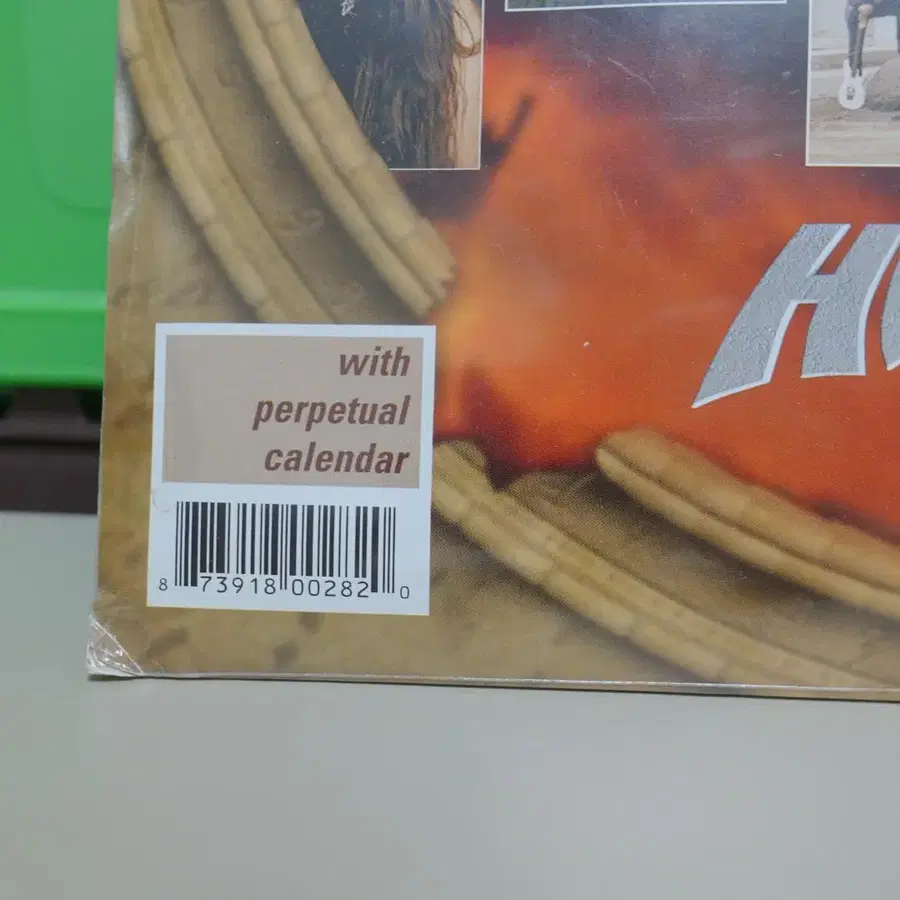 with
perpetual
calendar
8 73918 00282 0